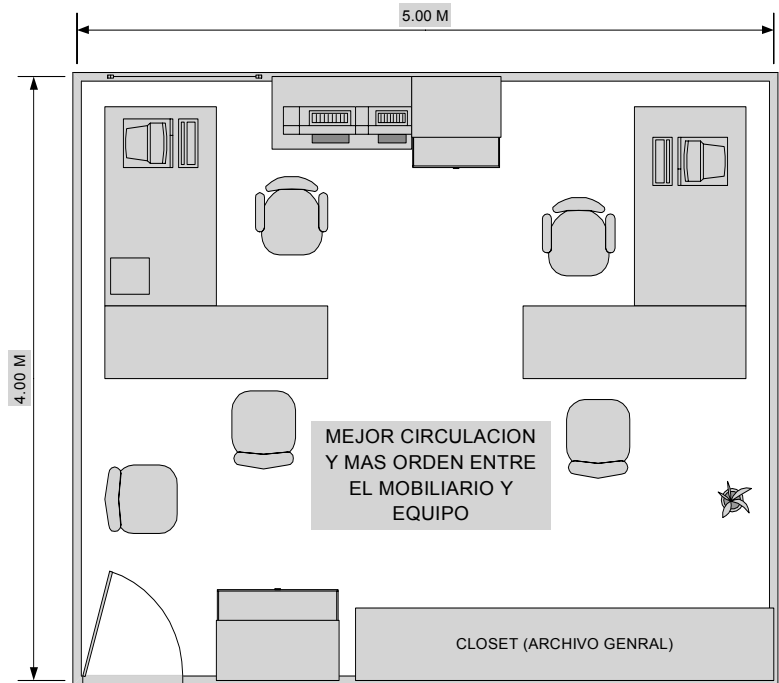 5.00 M
4.00 M
MEJOR CIRCULACION
Y MAS ORDEN ENTRE
EL MOBILIARIO Y
EQUIPO
CLOSET (ARCHIVO GENRAL)